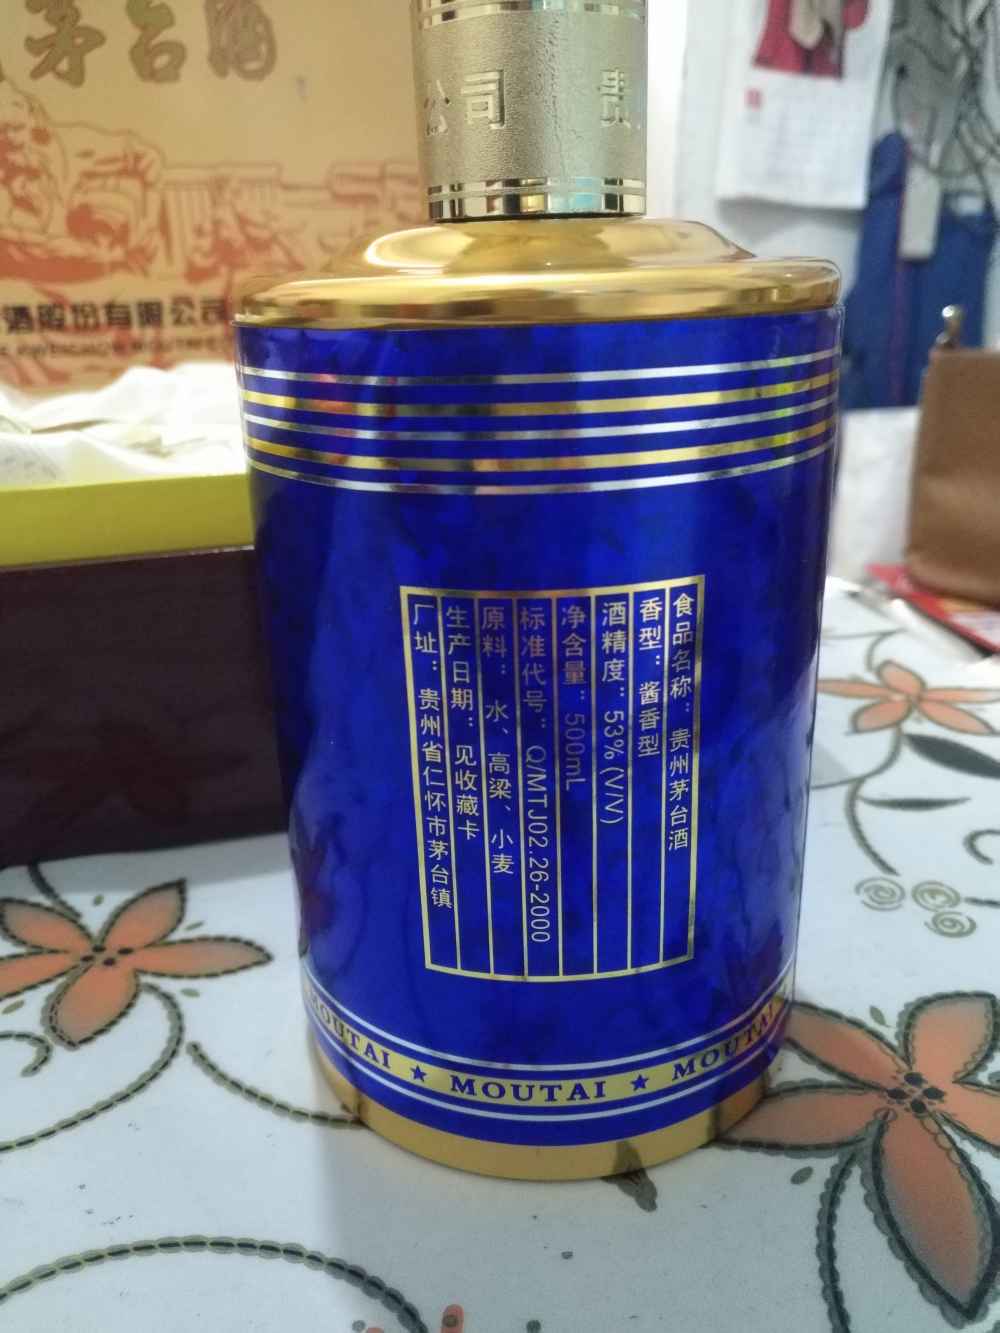 茅台酒
公司 贵
酒股份有限公司
食品名称：贵州茅台酒
香型：酱香型
酒精度：53%(V/V)
净含量：500mL
标准代号：Q/MTJ02.26-2000
原料：水、高粱、小麦
生产日期：见收藏卡
厂址：贵州省仁怀市茅台镇
MOUTAI ★ MOUTAI ★ MOUTAI